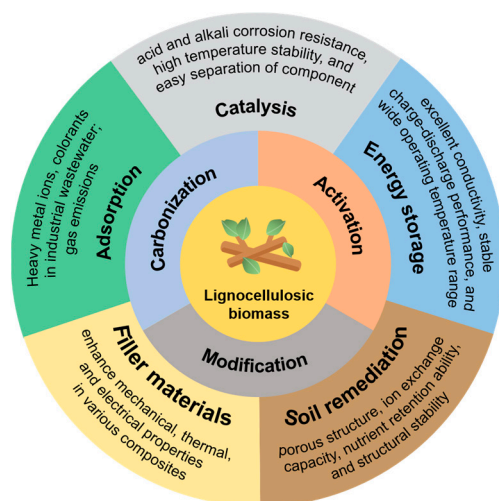 acid and alkali corrosion resistance,
high temperature stability, and
easy separation of component
Catalysis
excellent conductivity, stable
charge-discharge performance, and
wide operating temperature range
Energy storage
Soil remediation
porous structure, ion exchange
capacity, nutrient retention ability,
and structural stability
Filler materials
enhance mechanical, thermal,
and electrical properties
in various composites
Heavy metal ions, colorants
in industrial wastewater;
gas emissions
Adsorption
Carbonization
Activation
Modification
Lignocellulosic
biomass